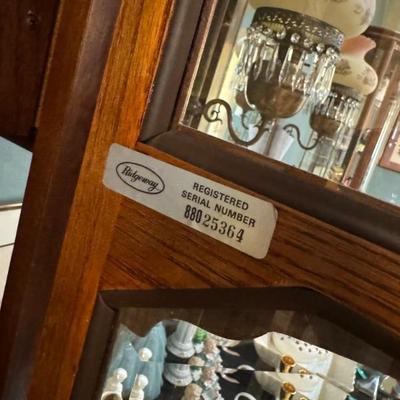 Ridgeway
REGISTERED
SERIAL NUMBER
88025364